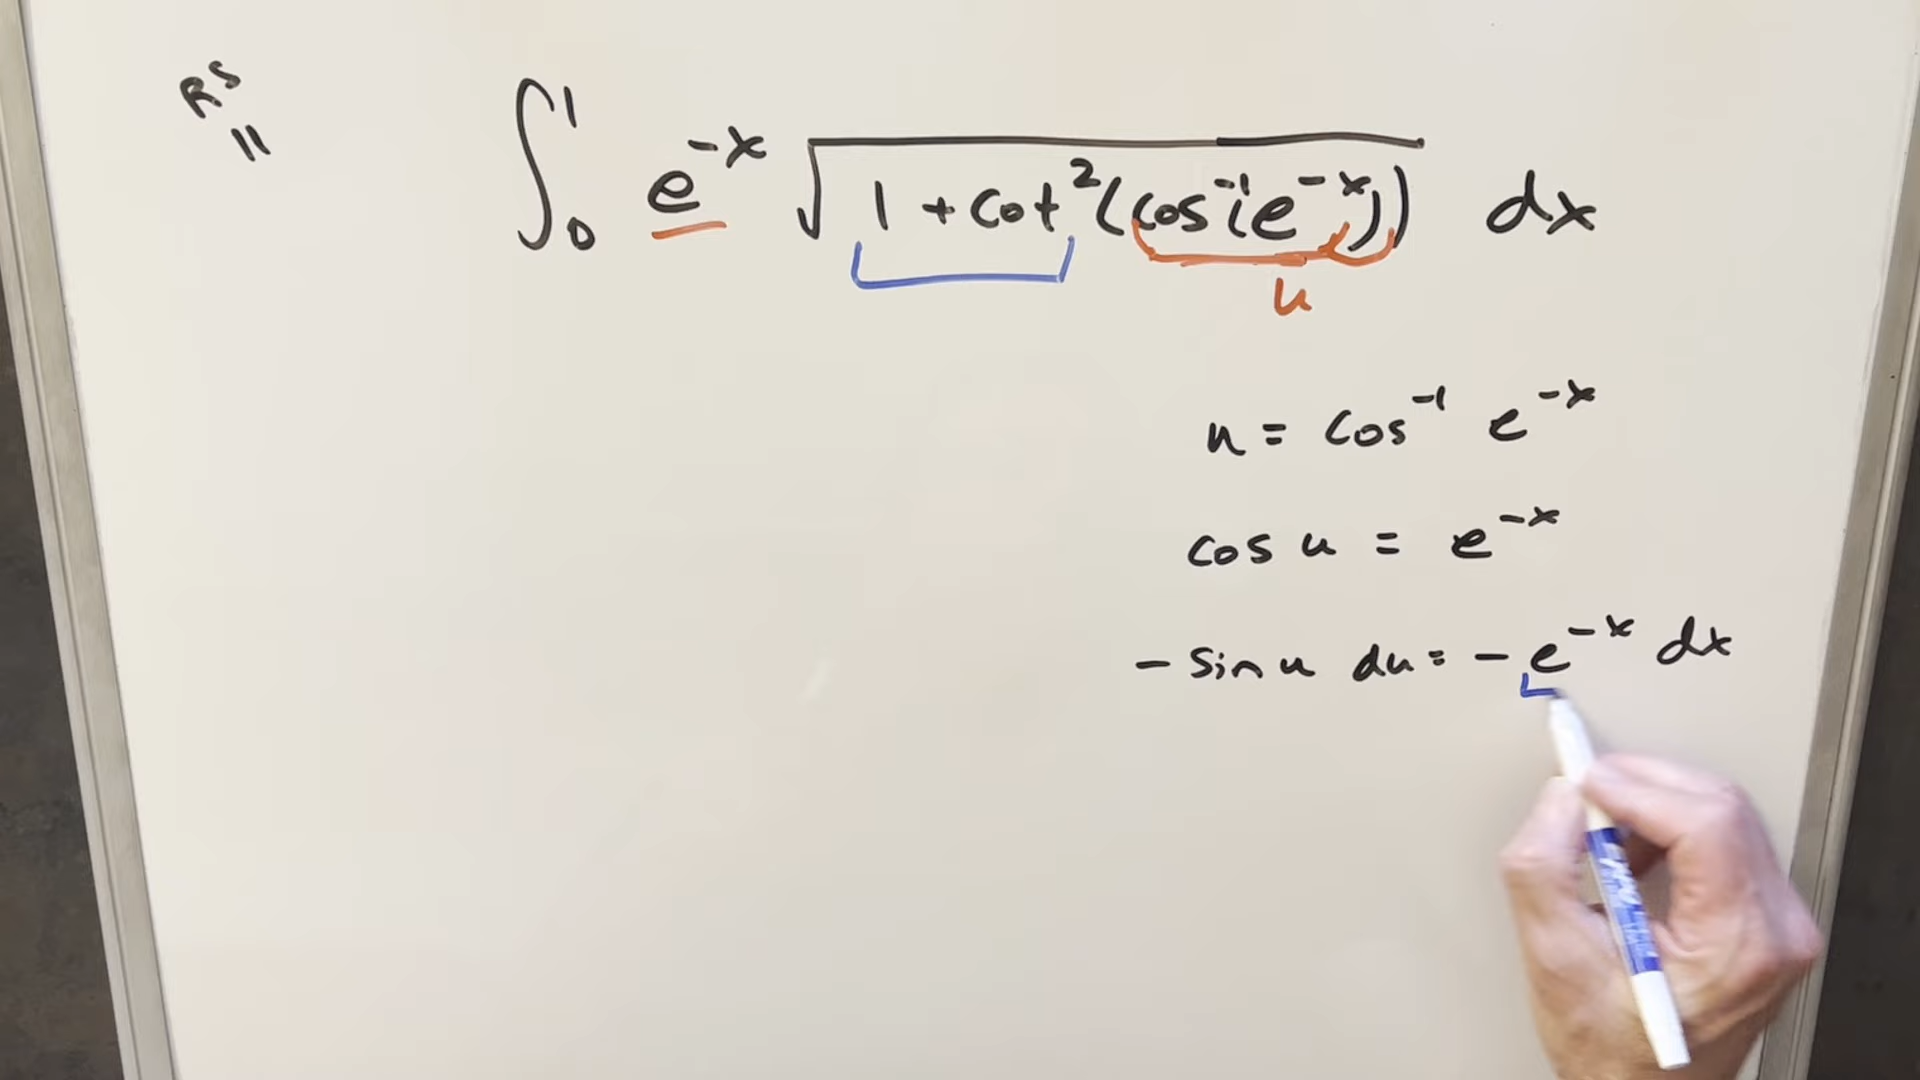 RS
11
∫₀¹ e^{-x} √(1 + cot²(cos⁻¹(e^{-x}))) dx
u
u = cos⁻¹ e^{-x}
cos u = e^{-x}
- sin u du = - e^{-x} dx